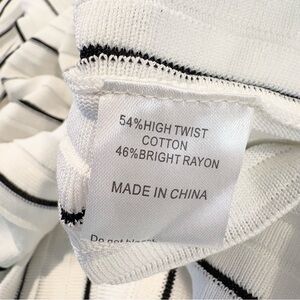 54%HIGH TWIST
COTTON
46%BRIGHT RAYON
MADE IN CHINA
Do not bleach